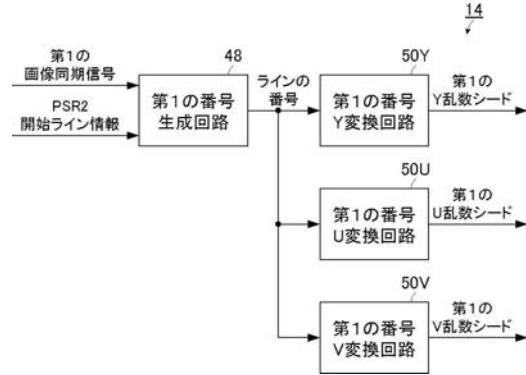 14
第1の
画像同期信号
PSR2
開始ライン情報
48
第1の番号
生成回路
ラインの
番号
50Y
第1の番号
Y変換回路
第1の
Y乱数シード
50U
第1の番号
U変換回路
第1の
U乱数シード
50V
第1の番号
V変換回路
第1の
V乱数シード